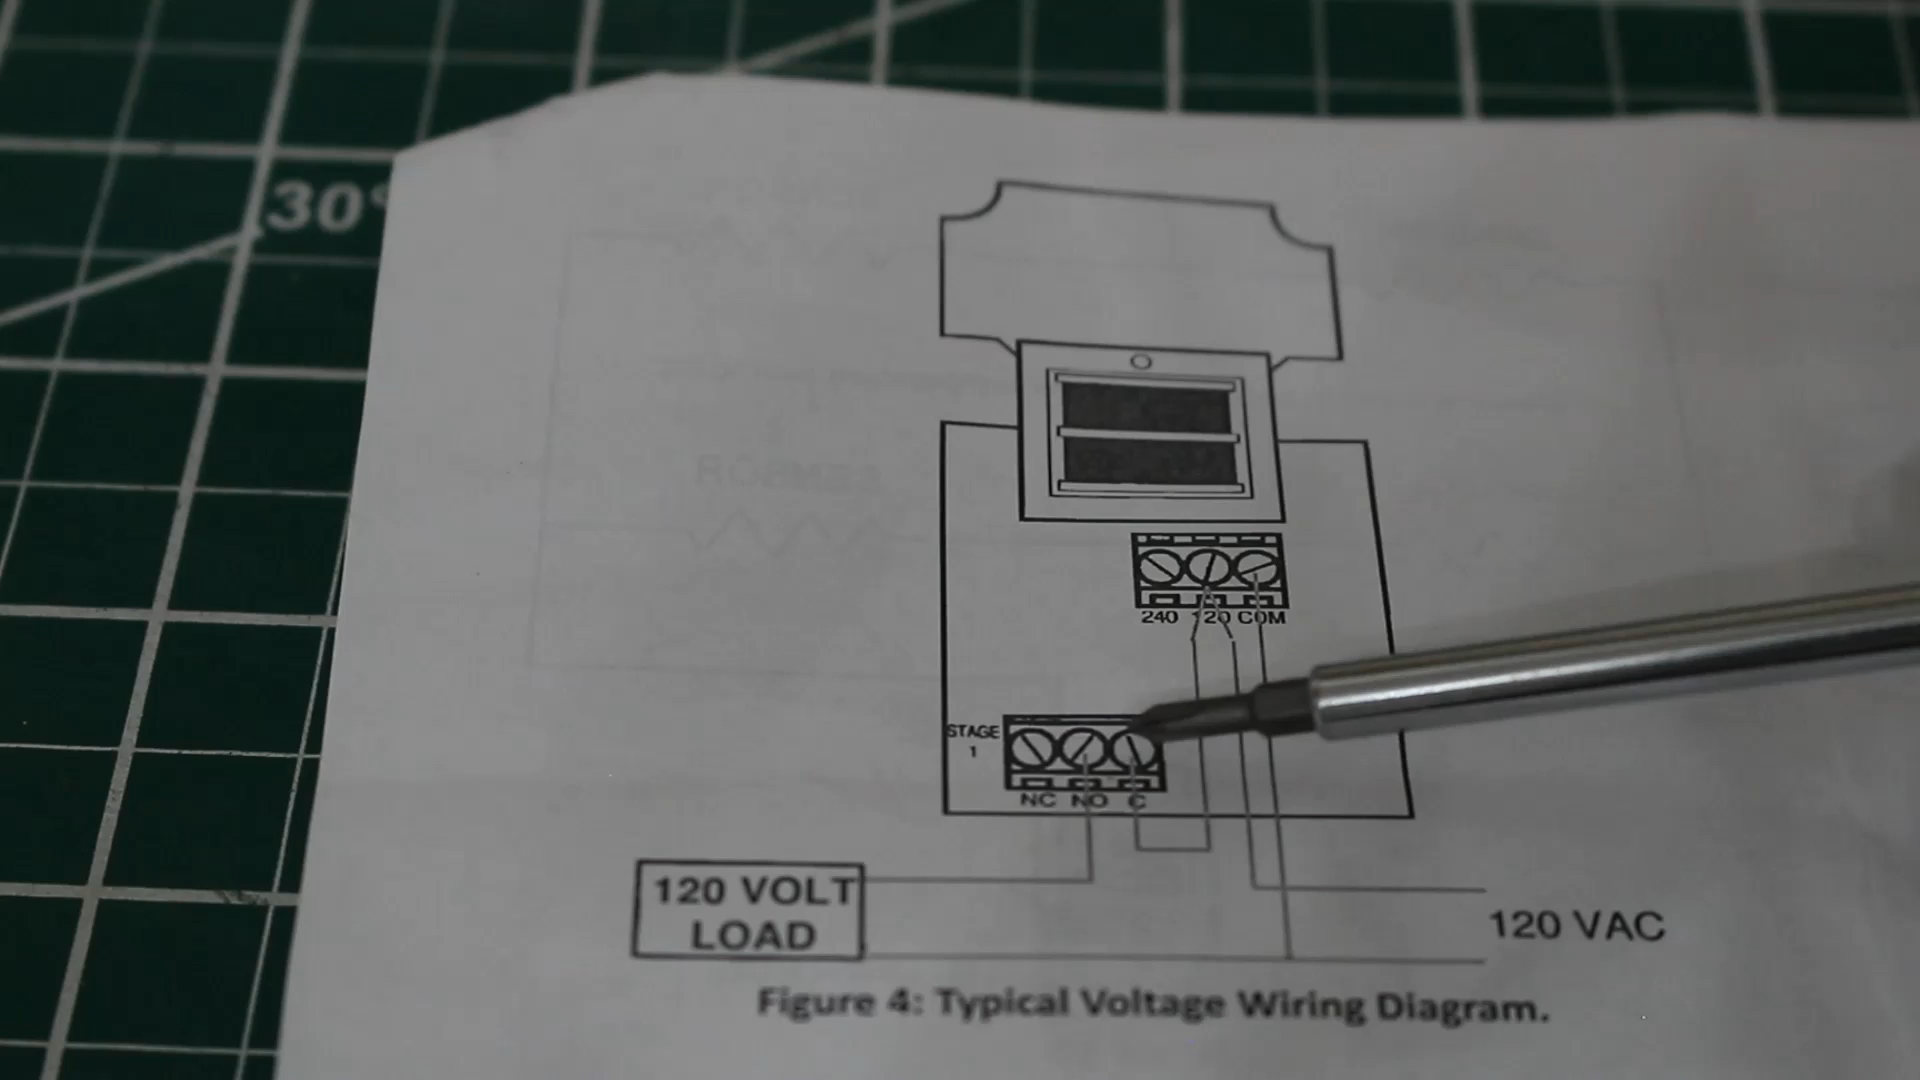 30°
240 120 COM
STAGE
1
NC NO C
120 VOLT
LOAD
120 VAC
Figure 4: Typical Voltage Wiring Diagram.